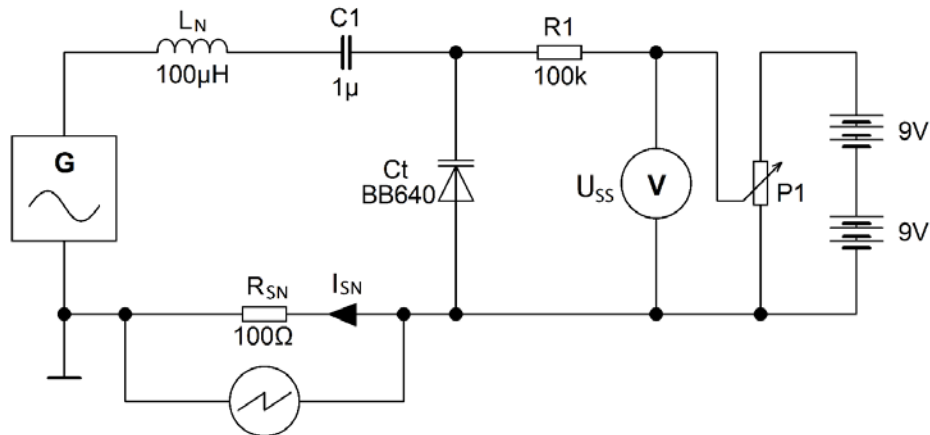 L_N
100µH
C1
1µ
R1
100k
G
Ct
BB640
U_SS
V
P1
9V
9V
R_SN
I_SN
100Ω